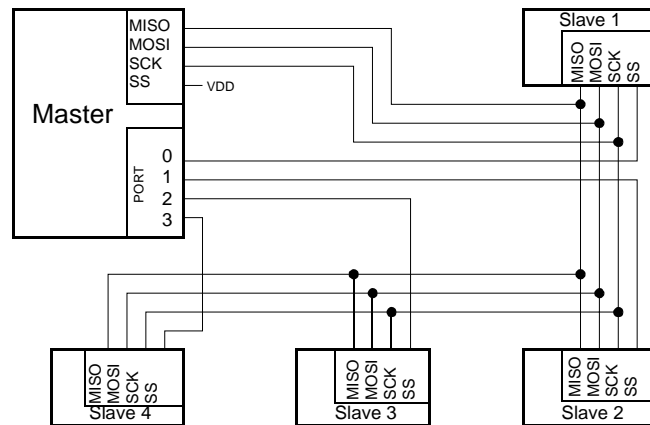 MISO
MOSI
SCK
SS
VDD
Master
PORT
0
1
2
3
Slave 1
MISO
MOSI
SCK
SS
MISO
MOSI
SCK
SS
Slave 4
MISO
MOSI
SCK
SS
Slave 3
MISO
MOSI
SCK
SS
Slave 2